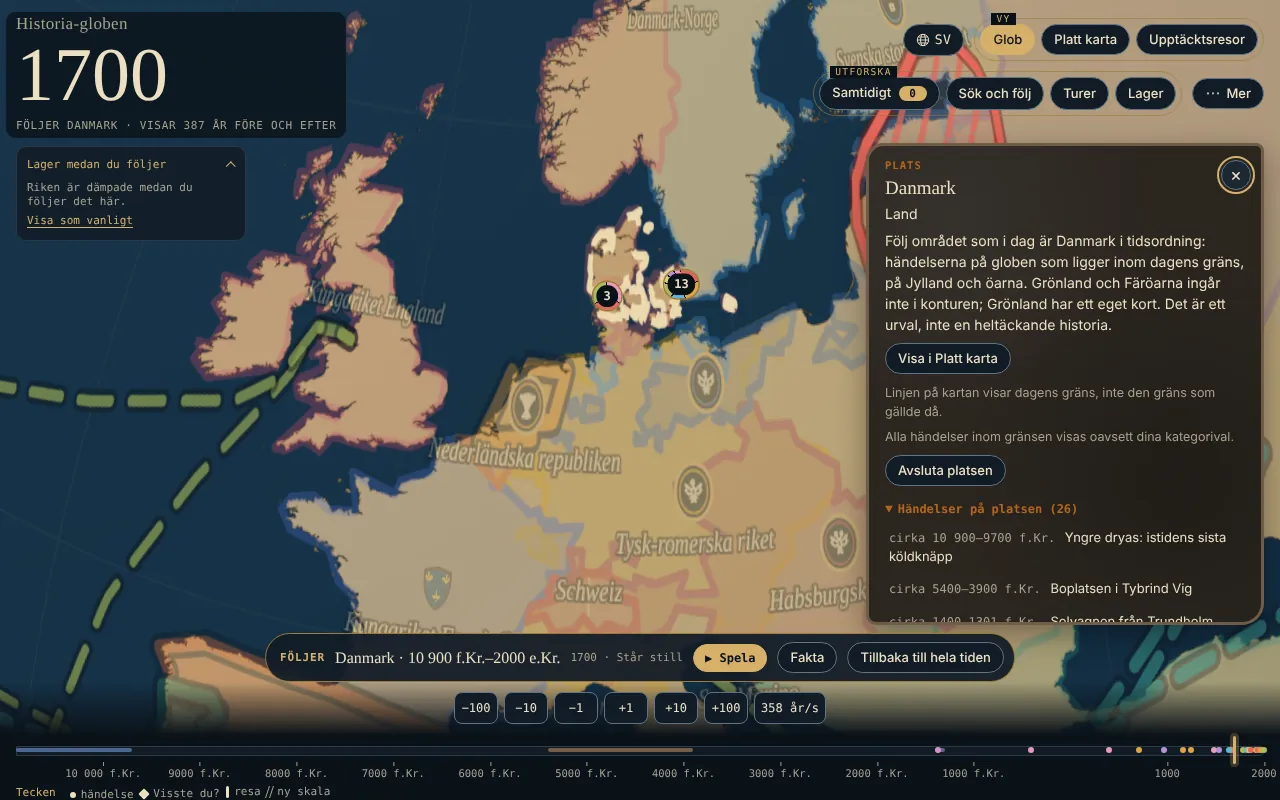 Historia-globen
1700
FÖLJER DANMARK · VISAR 387 ÅR FÖRE OCH EFTER
Lager medan du följer
Riken är dämpade medan du
följer det här.
Visa som vanligt
SV
VY
Glob
Platt karta
Upptäcktsresor
UTFORSKA
Samtidigt 0
Sök och följ
Turer
Lager
··· Mer
Danmark-Norge
Svenska stor
Kungariket England
3
13
Nederländska republiken
Tysk-romerska riket
Schweiz
Habsburgsk
PLATS
Danmark
Land
Följ området som i dag är Danmark i tidsordning:
händelserna på globen som ligger inom dagens gräns,
på Jylland och öarna. Grönland och Färöarna ingår
inte i konturen; Grönland har ett eget kort. Det är ett
urval, inte en heltäckande historia.
Visa i Platt karta
Linjen på kartan visar dagens gräns, inte den gräns som
gällde då.
Alla händelser inom gränsen visas oavsett dina kategorival.
Avsluta platsen
▼ Händelser på platsen (26)
cirka 10 900–9700 f.Kr. Yngre dryas: istidens sista
köldknäpp
cirka 5400–3900 f.Kr. Boplatsen i Tybrind Vig
cirka 1400-1301 f.Kr. Solvagnen från Trundholm
FÖLJER Danmark · 10 900 f.Kr.–2000 e.Kr. 1700 · Står still ▶ Spela Fakta Tillbaka till hela tiden
−100 −10 −1 +1 +10 +100 358 år/s
10 000 f.Kr. 9000 f.Kr. 8000 f.Kr. 7000 f.Kr. 6000 f.Kr. 5000 f.Kr. 4000 f.Kr. 3000 f.Kr. 2000 f.Kr. 1000 f.Kr. 1000 2000
Tecken händelse Visste du? resa // ny skala